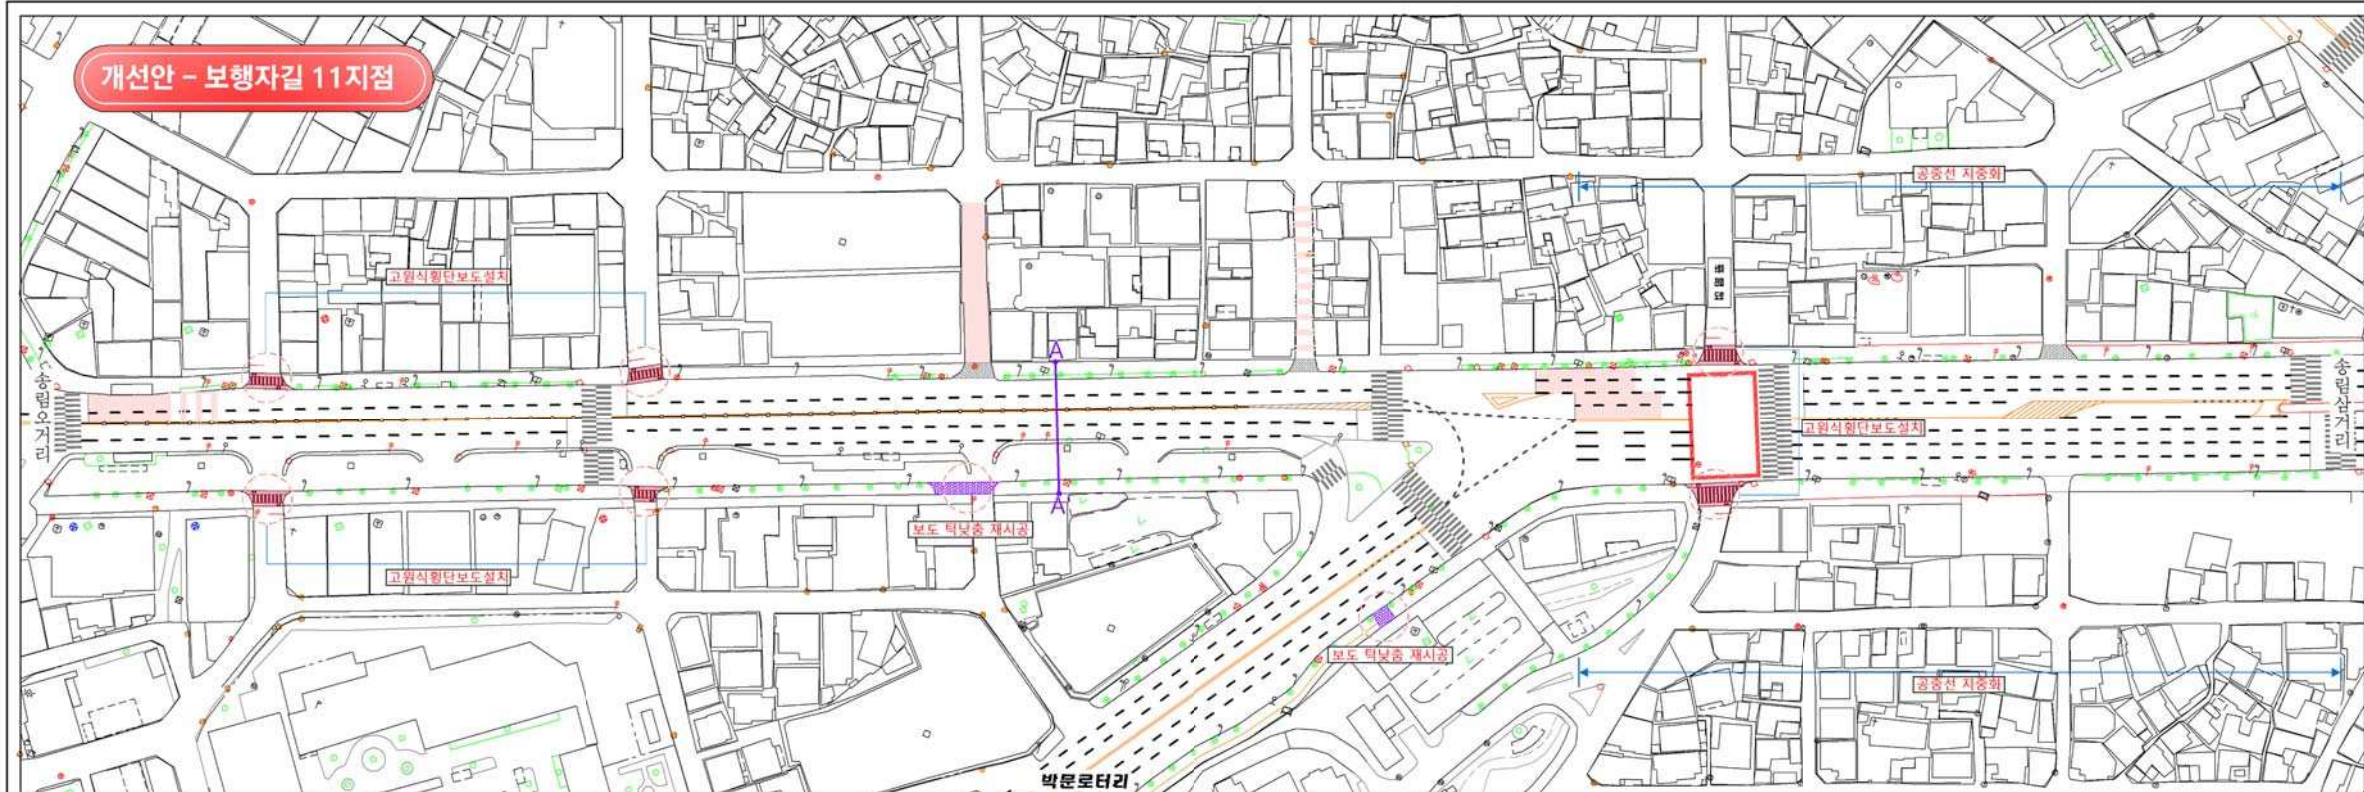 개선안 - 보행자길 11지점
공중선 지중화
고원식횡단보도설치
A
송림오거리
송림삼거리
고원식횡단보도설치
A
보도 턱낮춤 재시공
고원식횡단보도설치
보도 턱낮춤 재시공
공중선 지중화
박문로터리